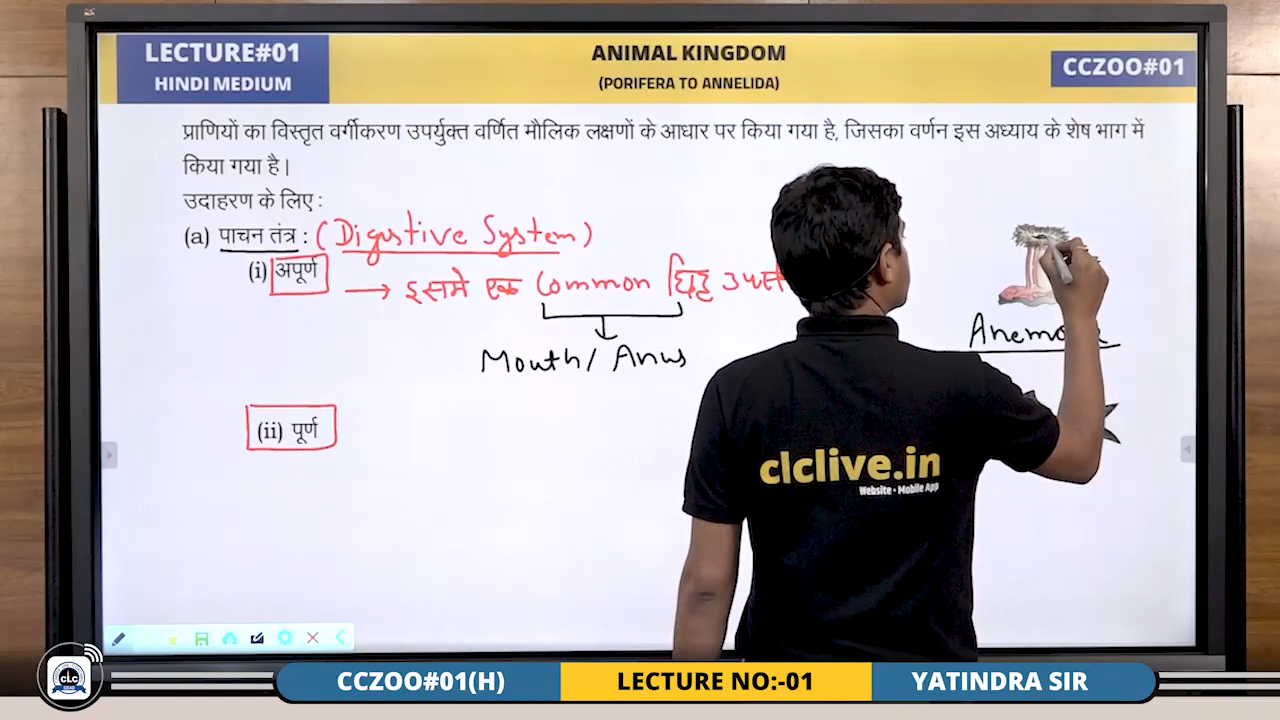 LECTURE#01
HINDI MEDIUM
ANIMAL KINGDOM
(PORIFERA TO ANNELIDA)
CCZOO#01
प्राणियों का विस्तृत वर्गीकरण उपर्युक्त वर्णित मौलिक लक्षणों के आधार पर किया गया है, जिसका वर्णन इस अध्याय के शेष भाग में
किया गया है।
उदाहरण के लिए :
(a) पाचन तंत्र : (Digestive System)
(i) अपूर्ण → इसमे एक Common छिद्र
Mouth / Anus
(ii) पूर्ण
clclive.in
Website • Mobile App
CLC
CCZOO#01(H)
LECTURE NO:-01
YATINDRA SIR